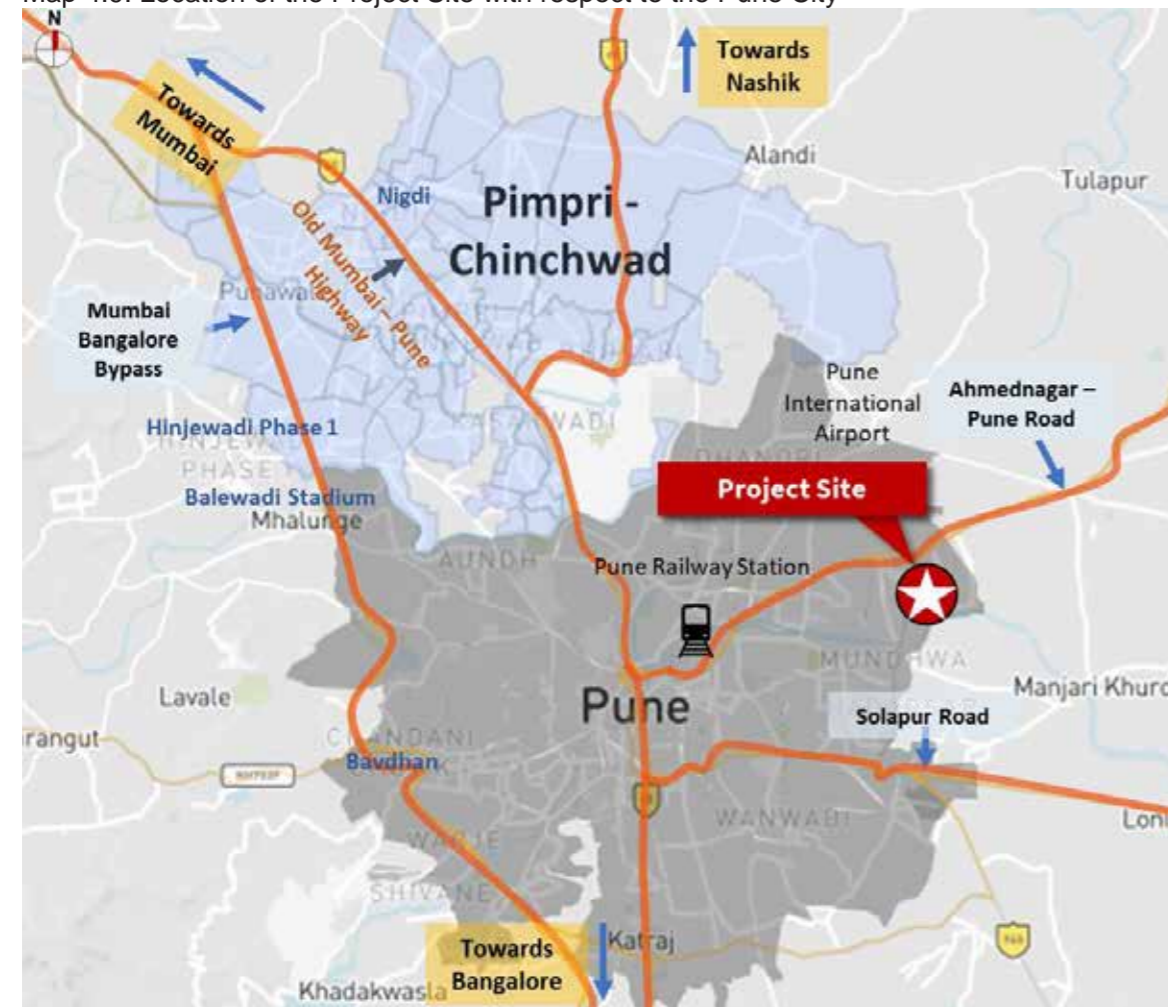 Map 4.3: Location of the Project Site with respect to the Pune City
N
Towards
Nashik
Towards
Mumbai
Alandi
Tulapur
Nigdi
Pimpri -
Chinchwad
Old Mumbai – Pune
Highway
Punawale
Mumbai
Bangalore
Bypass
Pune
International
Airport
Ahmednagar –
Pune Road
Hinjewadi Phase 1
PHASE
DHANORI
Project Site
Balewadi Stadium
Mhalunge
AUNDH
Pune Railway Station
MUNDHWA
Lavale
Pune
Manjari Khurd
Solapur Road
Bavdhan
WANWADI
WARJE
SHIVANE
Towards
Bangalore
Katraj
Khadakwasla